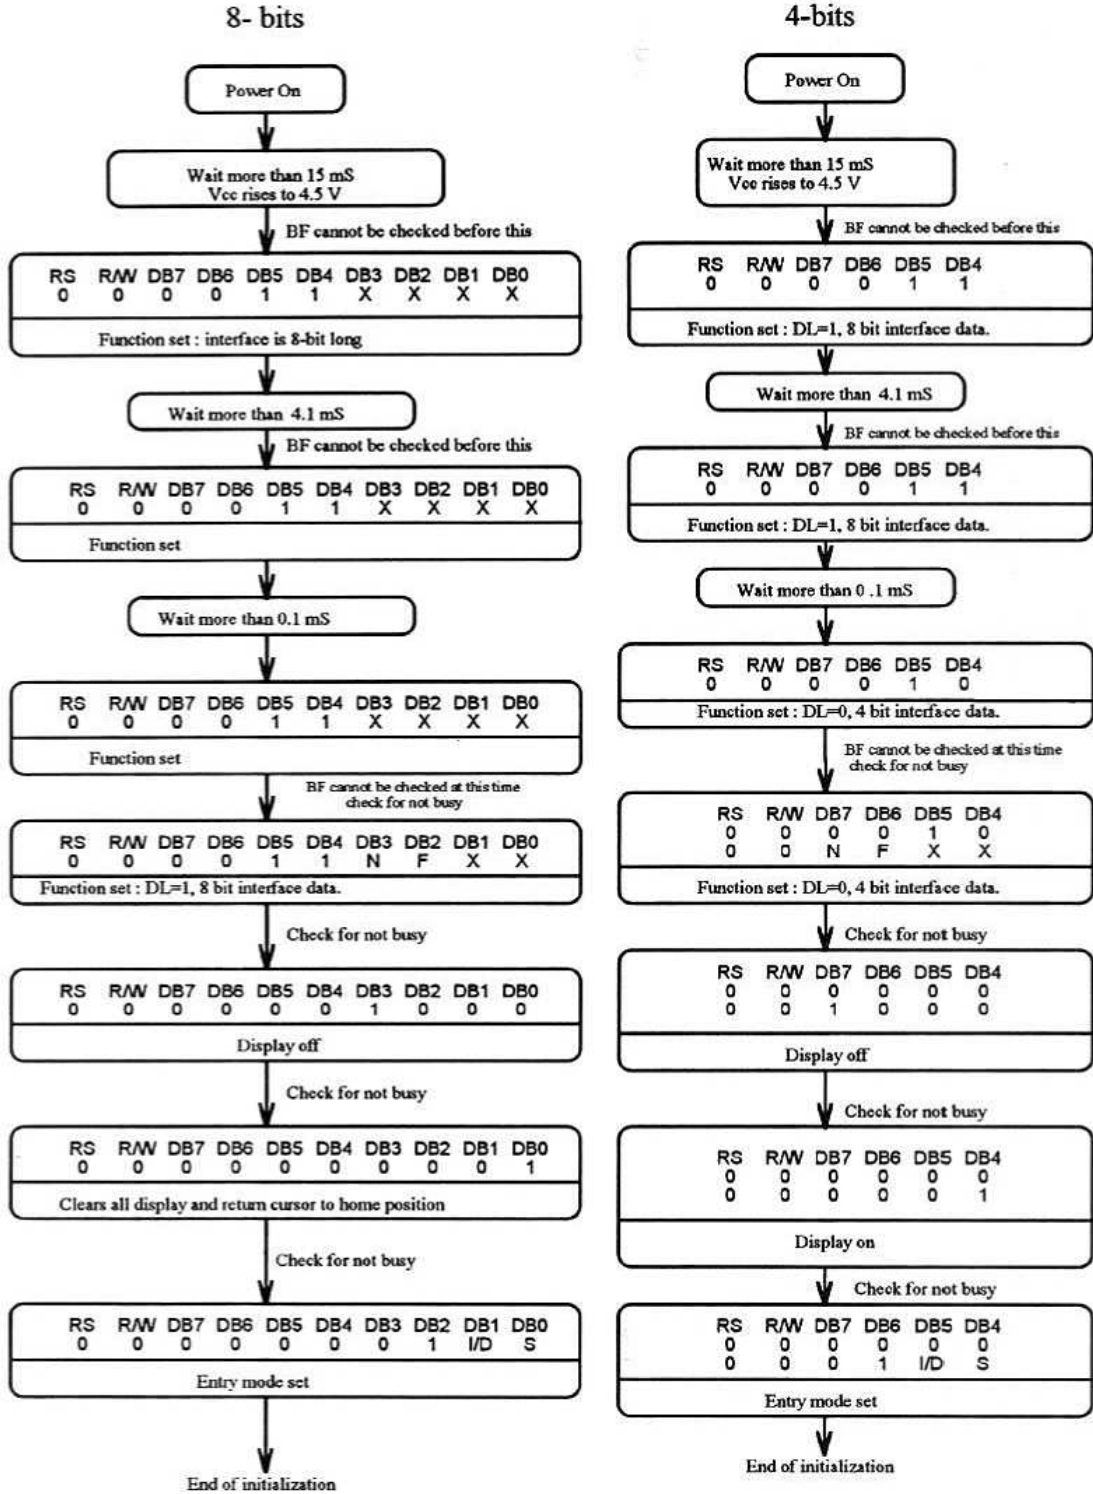 8- bits
Power On
Wait more than 15 mS
Vcc rises to 4.5 V
BF cannot be checked before this
RS R/W DB7 DB6 DB5 DB4 DB3 DB2 DB1 DB0
0 0 0 0 1 1 X X X X
Function set : interface is 8-bit long
Wait more than 4.1 mS
BF cannot be checked before this
RS R/W DB7 DB6 DB5 DB4 DB3 DB2 DB1 DB0
0 0 0 0 1 1 X X X X
Function set
Wait more than 0.1 mS
RS R/W DB7 DB6 DB5 DB4 DB3 DB2 DB1 DB0
0 0 0 0 1 1 X X X X
Function set
BF cannot be checked at this time
check for not busy
RS R/W DB7 DB6 DB5 DB4 DB3 DB2 DB1 DB0
0 0 0 0 1 1 N F X X
Function set : DL=1, 8 bit interface data.
Check for not busy
RS R/W DB7 DB6 DB5 DB4 DB3 DB2 DB1 DB0
0 0 0 0 0 0 1 0 0 0
Display off
Check for not busy
RS R/W DB7 DB6 DB5 DB4 DB3 DB2 DB1 DB0
0 0 0 0 0 0 0 0 0 1
Clears all display and return cursor to home position
Check for not busy
RS R/W DB7 DB6 DB5 DB4 DB3 DB2 DB1 DB0
0 0 0 0 0 0 0 1 I/D S
Entry mode set
End of initialization
4-bits
Power On
Wait more than 15 mS
Vcc rises to 4.5 V
BF cannot be checked before this
RS R/W DB7 DB6 DB5 DB4
0 0 0 0 1 1
Function set : DL=1, 8 bit interface data.
Wait more than 4.1 mS
BF cannot be checked before this
RS R/W DB7 DB6 DB5 DB4
0 0 0 0 1 1
Function set : DL=1, 8 bit interface data.
Wait more than 0 .1 mS
RS R/W DB7 DB6 DB5 DB4
0 0 0 0 1 0
Function set : DL=0, 4 bit interface data.
BF cannot be checked at this time
check for not busy
RS R/W DB7 DB6 DB5 DB4
0 0 0 0 1 0
0 0 N F X X
Function set : DL=0, 4 bit interface data.
Check for not busy
RS R/W DB7 DB6 DB5 DB4
0 0 0 0 0 0
0 0 1 0 0 0
Display off
Check for not busy
RS R/W DB7 DB6 DB5 DB4
0 0 0 0 0 0
0 0 0 0 0 1
Display on
Check for not busy
RS R/W DB7 DB6 DB5 DB4
0 0 0 0 0 0
0 0 0 1 I/D S
Entry mode set
End of initialization